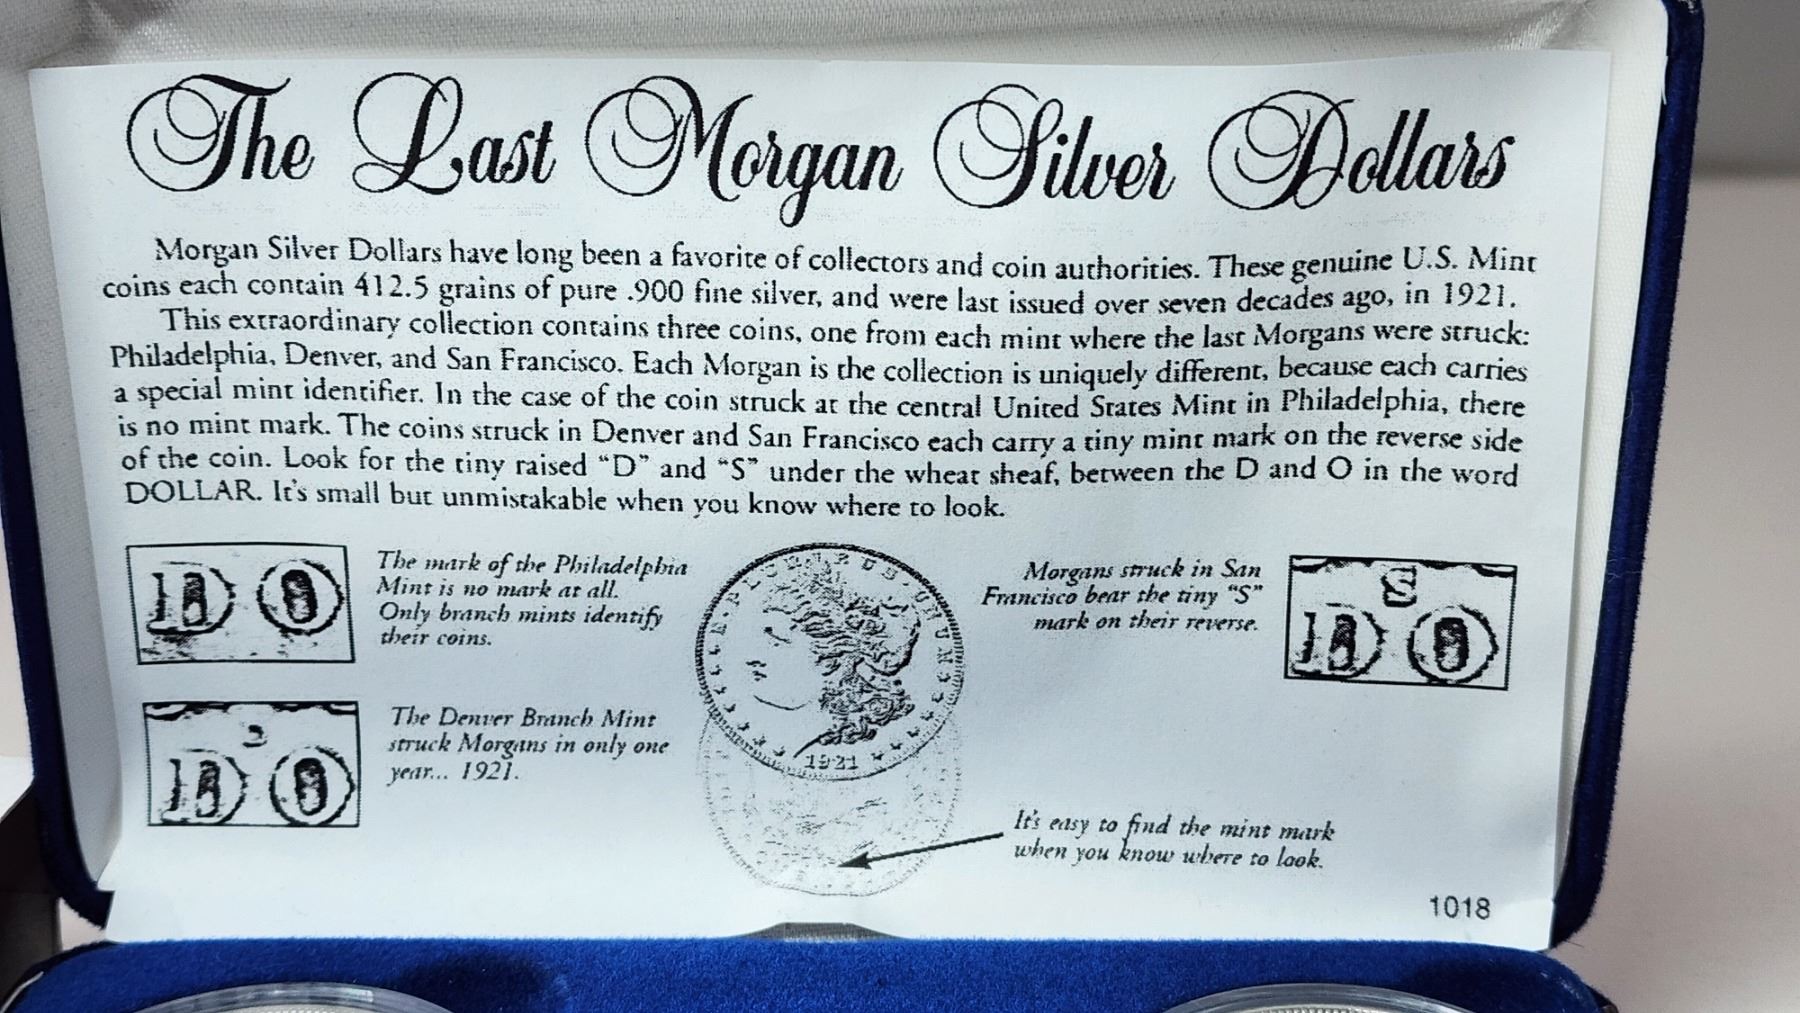 The Last Morgan Silver Dollars
Morgan Silver Dollars have long been a favorite of collectors and coin authorities. These genuine U.S. Mint
coins each contain 412.5 grains of pure .900 fine silver, and were last issued over seven decades ago, in 1921.
This extraordinary collection contains three coins, one from each mint where the last Morgans were struck:
Philadelphia, Denver, and San Francisco. Each Morgan is the collection is uniquely different, because each carries
a special mint identifier. In the case of the coin struck at the central United States Mint in Philadelphia, there
is no mint mark. The coins struck in Denver and San Francisco each carry a tiny mint mark on the reverse side
of the coin. Look for the tiny raised “D” and “S” under the wheat sheaf, between the D and O in the word
DOLLAR. It's small but unmistakable when you know where to look.
D O
The mark of the Philadelphia
Mint is no mark at all.
Only branch mints identify
their coins.
1921
Morgans struck in San
Francisco bear the tiny “S”
mark on their reverse.
S
D O
D O
The Denver Branch Mint
struck Morgans in only one
year... 1921.
It's easy to find the mint mark
when you know where to look.
1018